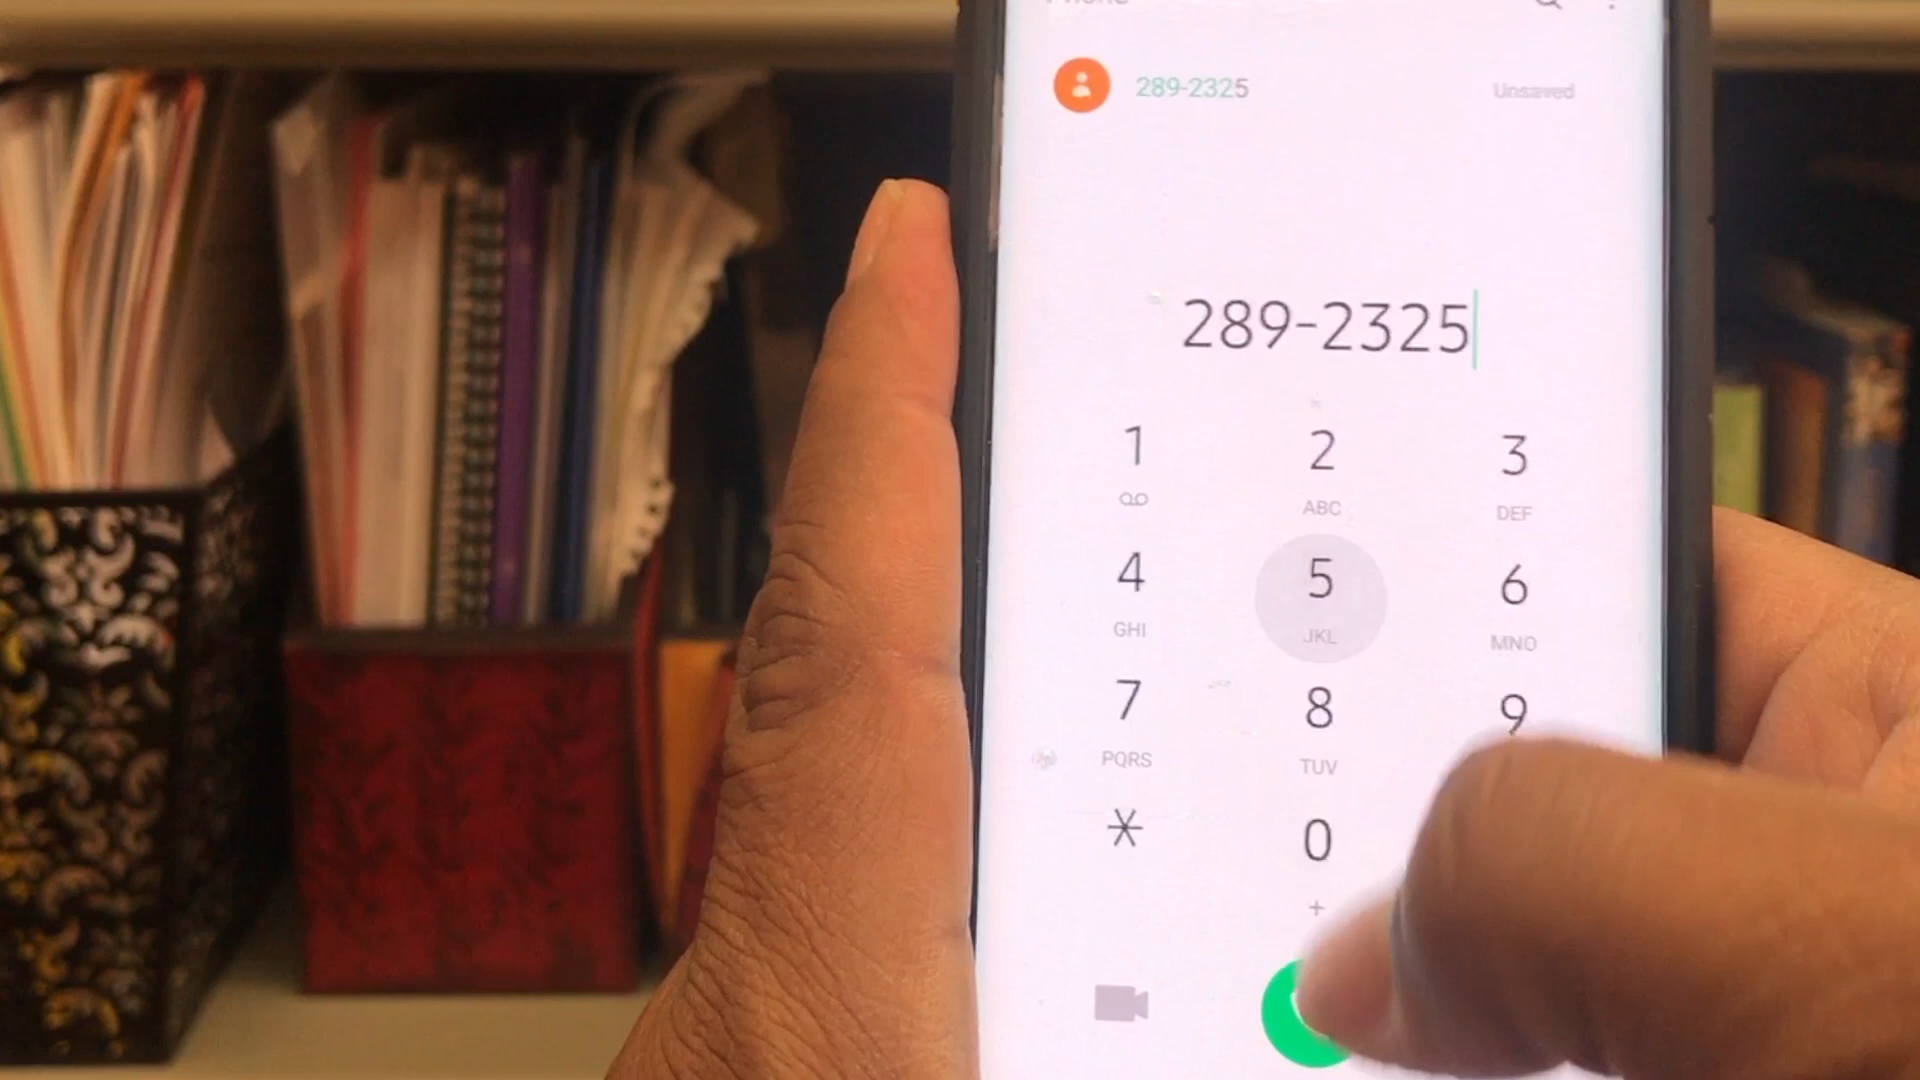 Phone
289-2325 Unsaved
289-2325
1 2 3
ABC DEF
4 5 6
GHI JKL MNO
7 8 9
PQRS TUV
* 0
+